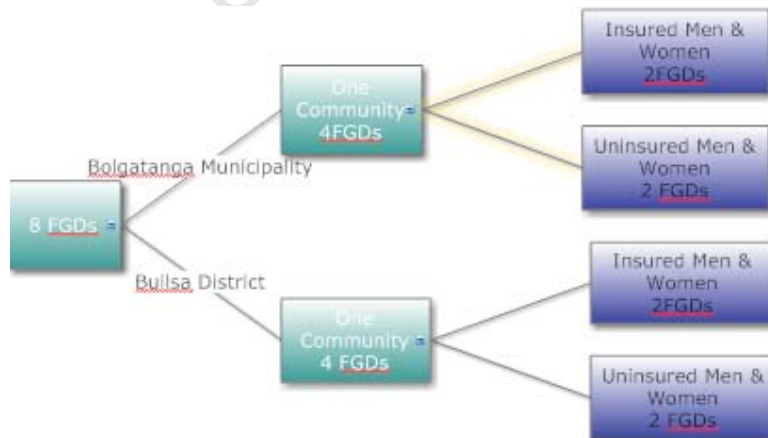 Insured Men &
Women
2FGDs
One
Community
4FGDs
Uninsured Men &
Women
2 FGDs
Bolgatanga Municipality
8 FGDs
Bullsa District
Insured Men &
Women
2FGDs
One
Community
4 FGDs
Uninsured Men &
Women
2 FGDs